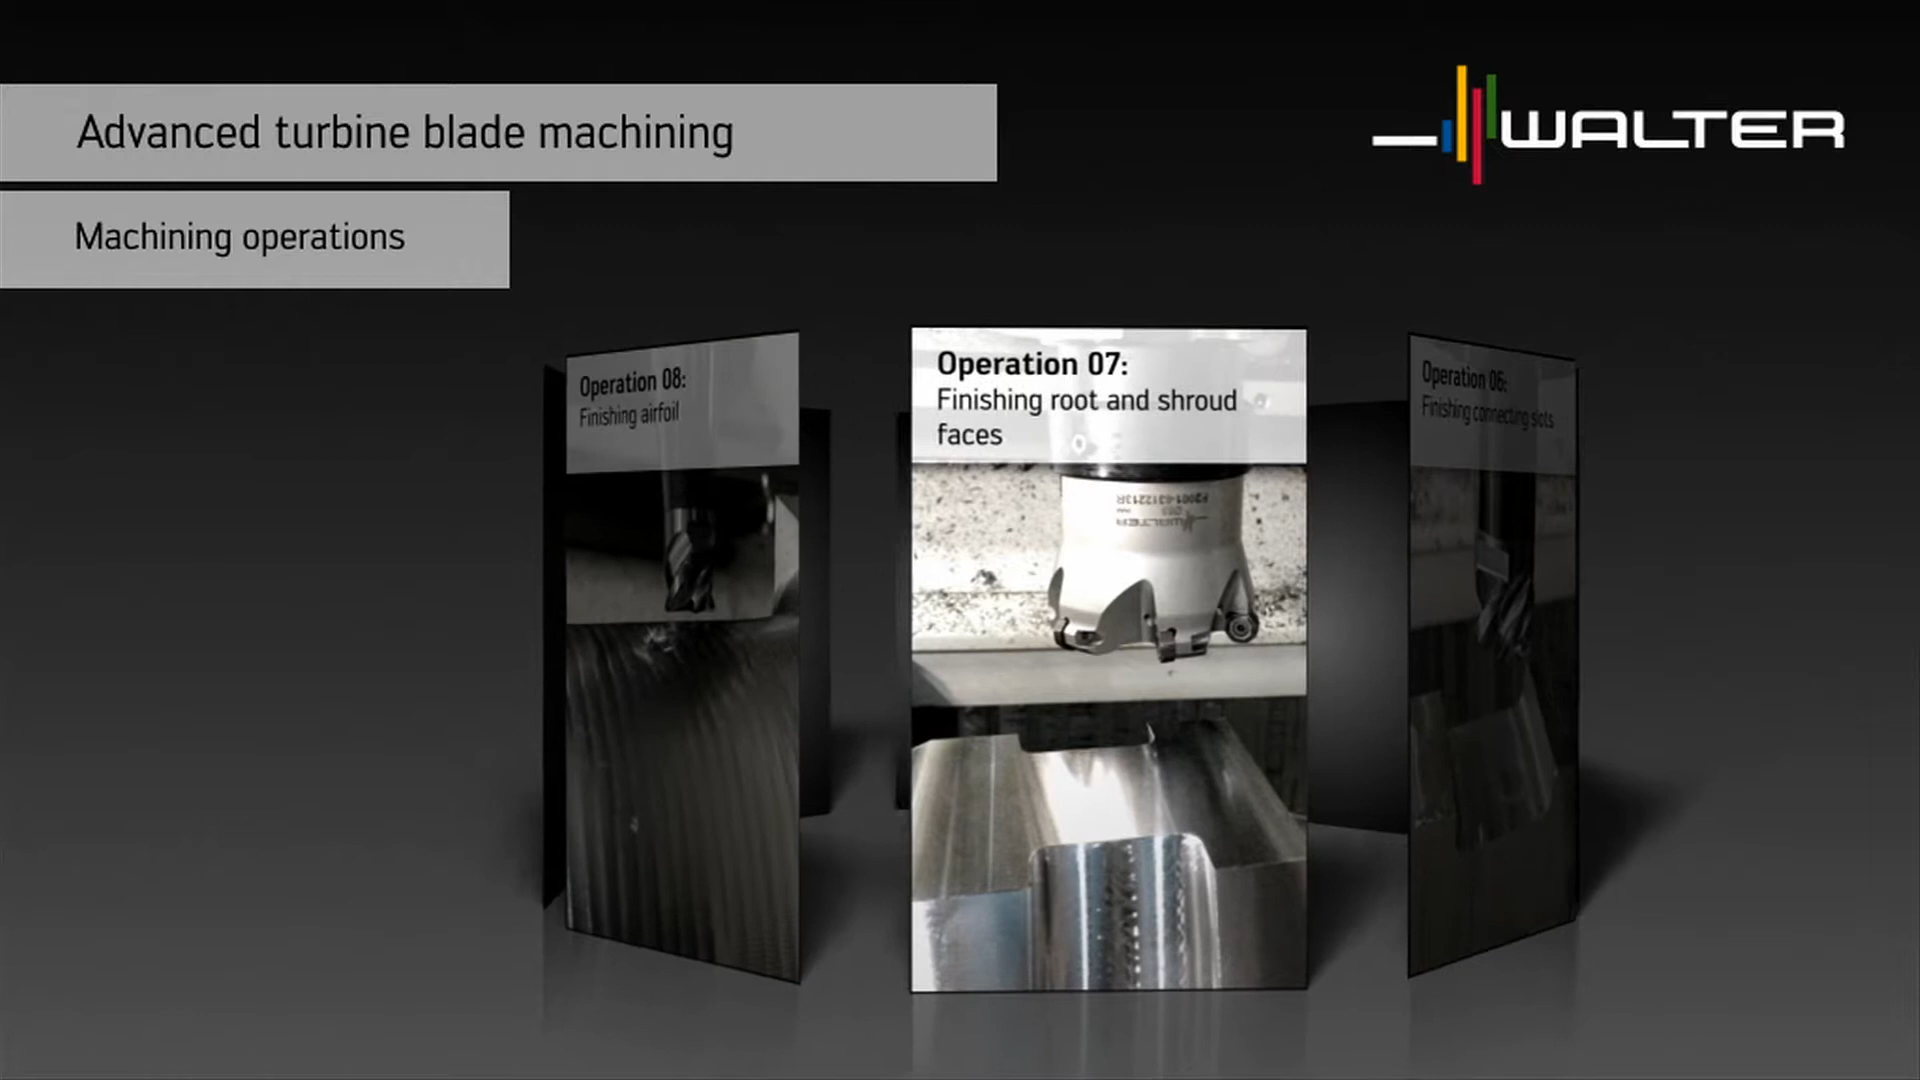 Advanced turbine blade machining
WALTER
Machining operations
Operation 08:
Finishing airfoil
Operation 07:
Finishing root and shroud
faces
Operation 06:
Finishing connecting slots
WALTER